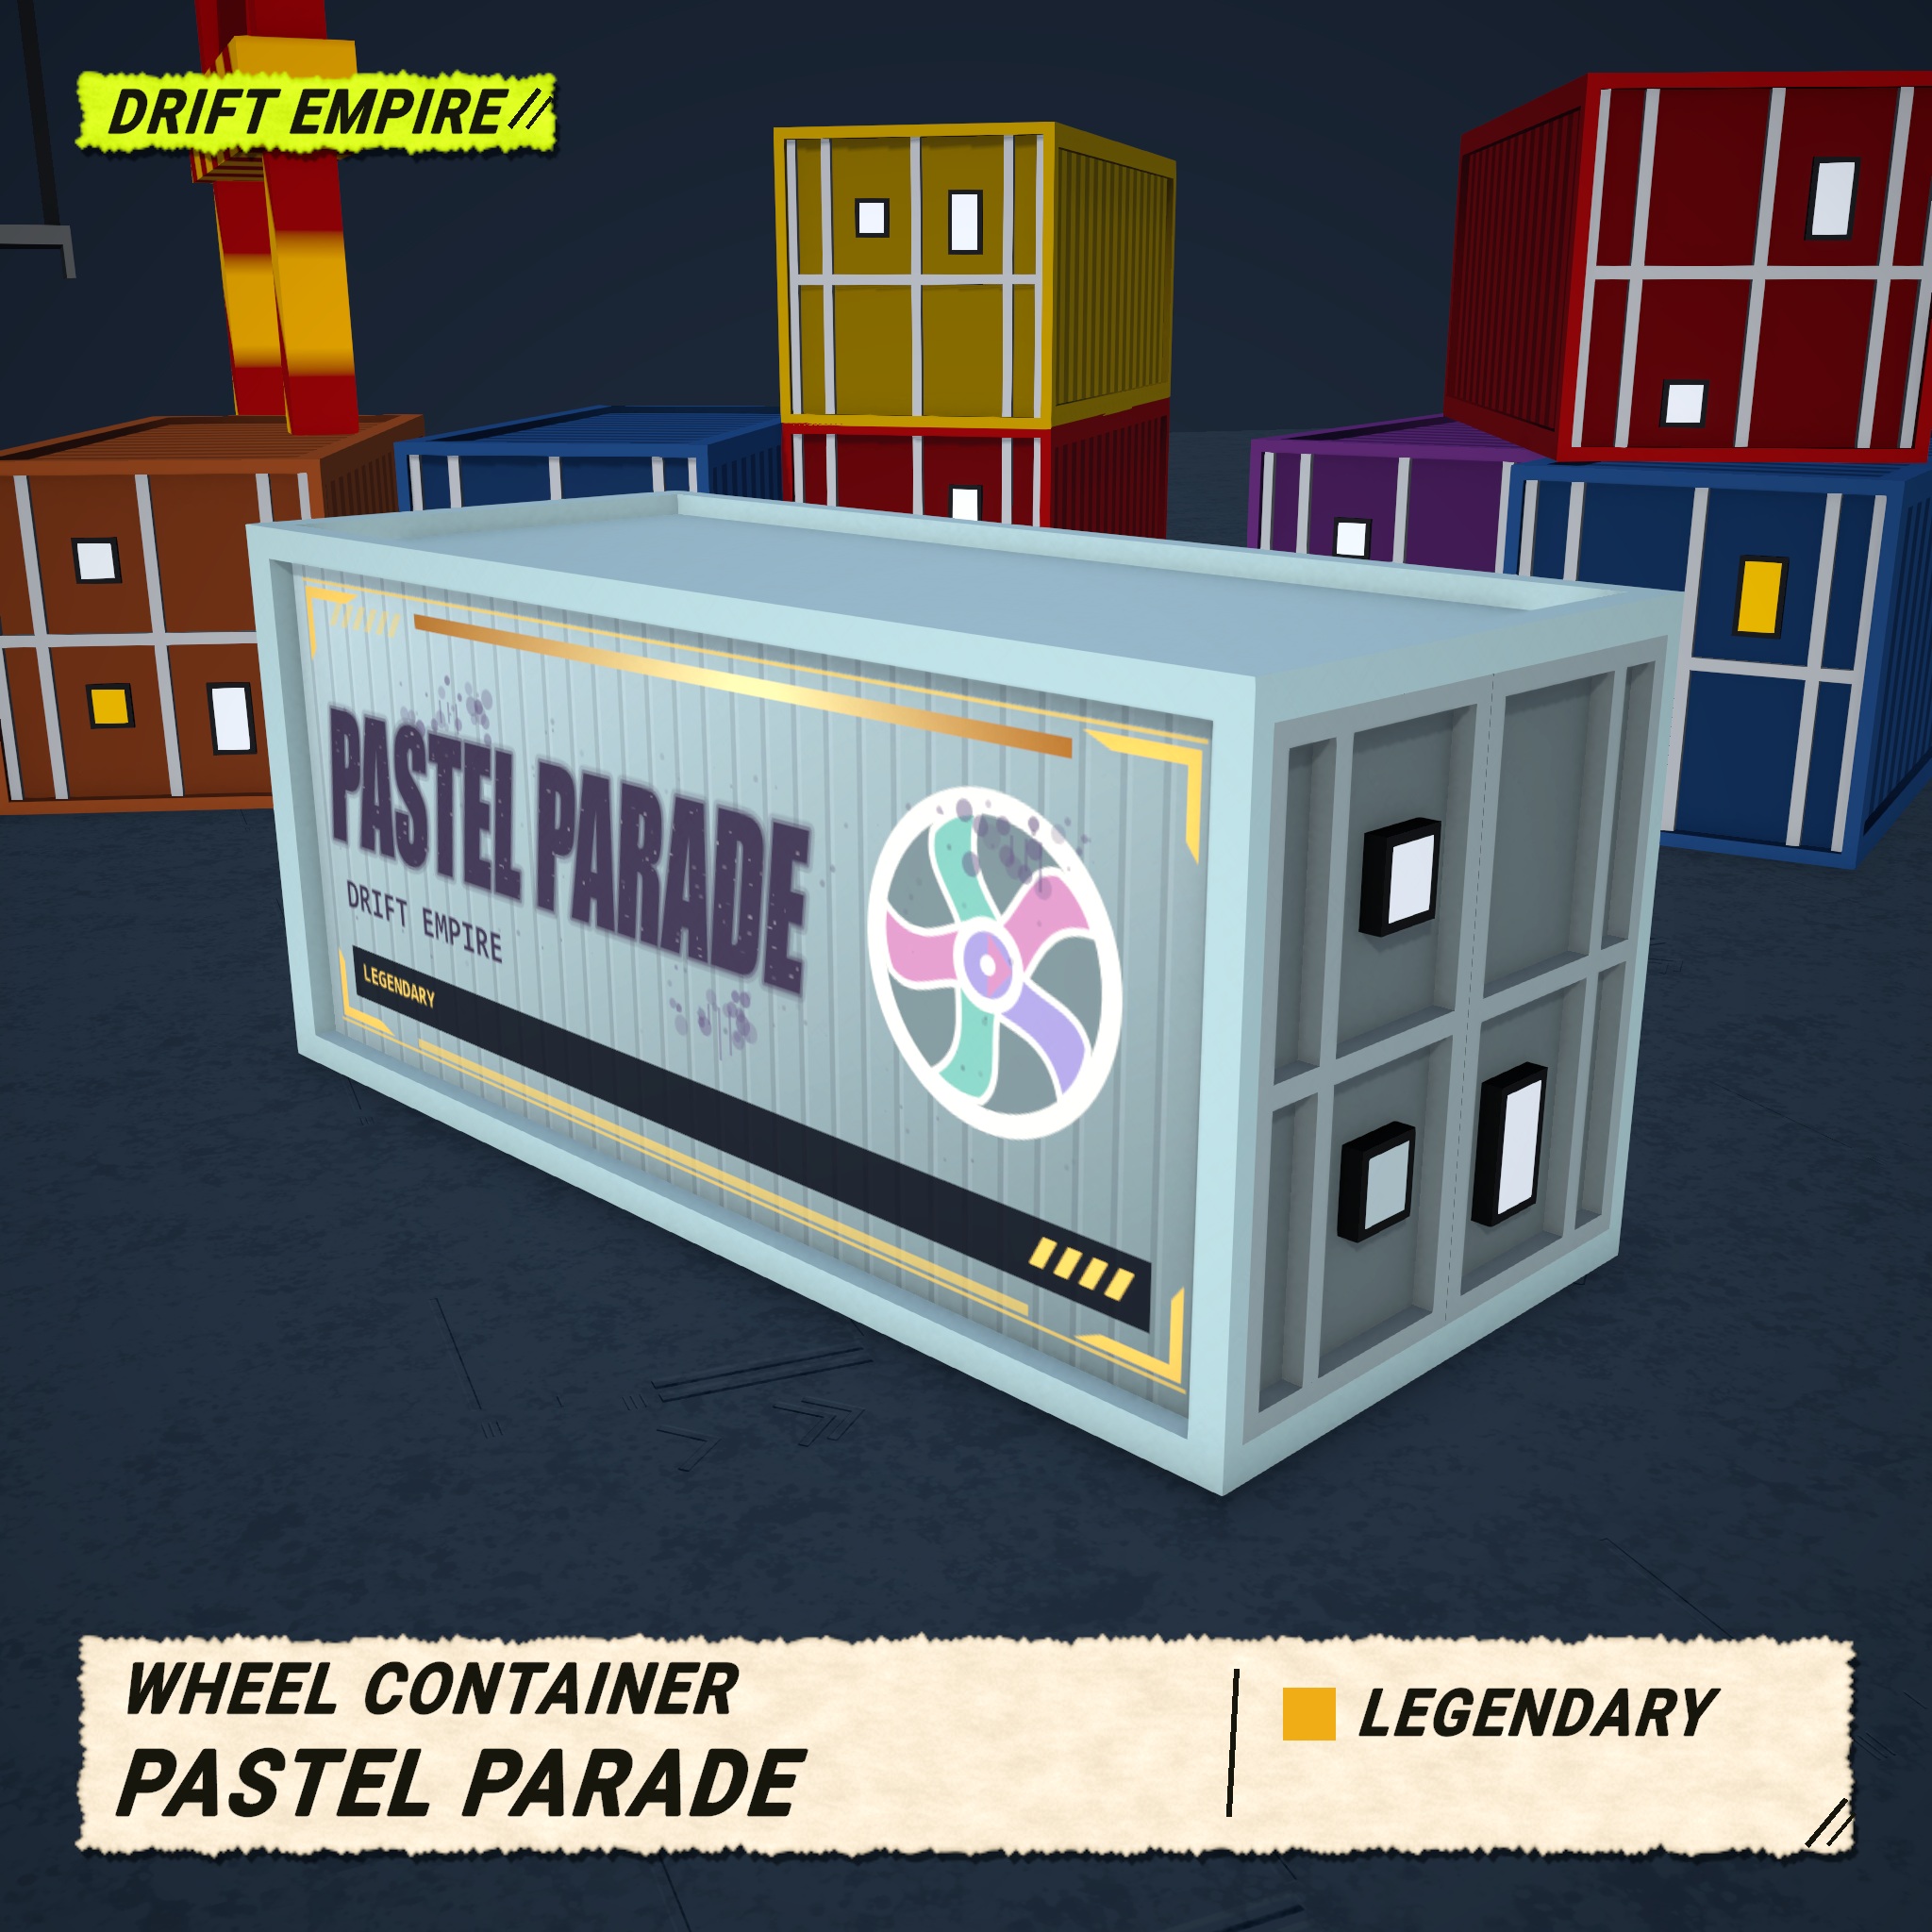 DRIFT EMPIRE//
PASTEL PARADE
DRIFT EMPIRE
LEGENDARY
WHEEL CONTAINER
PASTEL PARADE
LEGENDARY